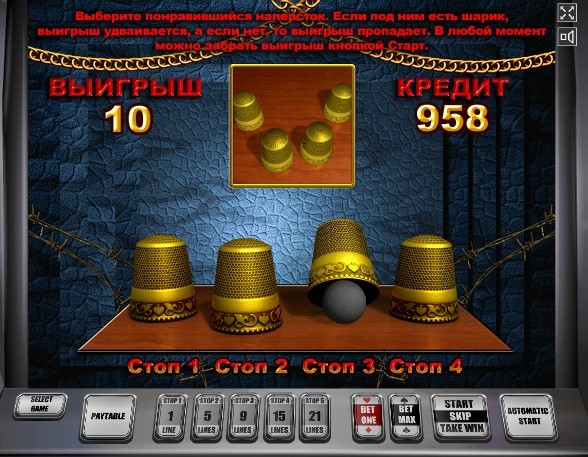 Выберите понравившийся наперсток. Если под ним есть шарик,
выигрыш удваивается, а если нет, то выигрыш пропадает. В любой момент
можно забрать выигрыш кнопкой Старт.
ВЫИГРЫШ
10
КРЕДИТ
958
Стоп 1 Стоп 2 Стоп 3 Стоп 4
SELECT
GAME
PAYTABLE
STOP 1
1
LINE
STOP 2
5
LINES
STOP 3
9
LINES
STOP 4
15
LINES
STOP 5
21
LINES
BET
ONE
BET
MAX
START
SKIP
TAKE WIN
AUTOMATIC
START